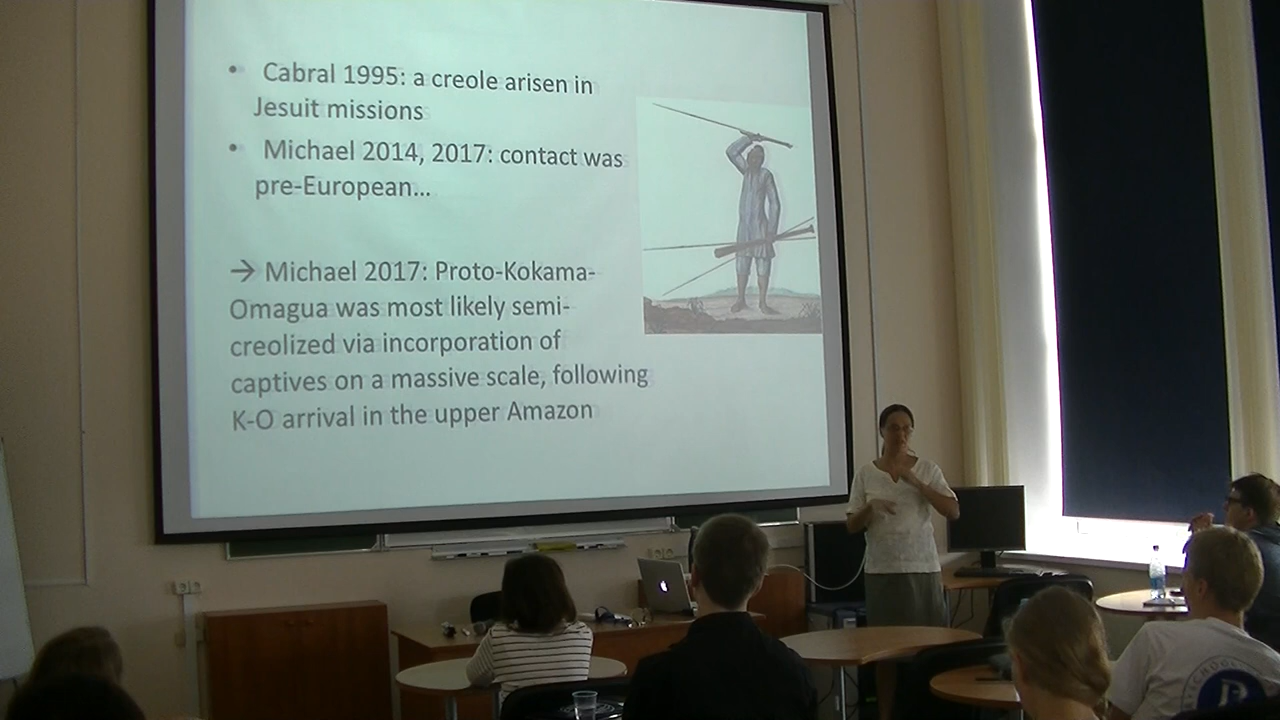 • Cabral 1995: a creole arisen in
Jesuit missions
• Michael 2014, 2017: contact was
pre-European...
→ Michael 2017: Proto-Kokama-
Omagua was most likely semi-
creolized via incorporation of
captives on a massive scale, following
K-O arrival in the upper Amazon